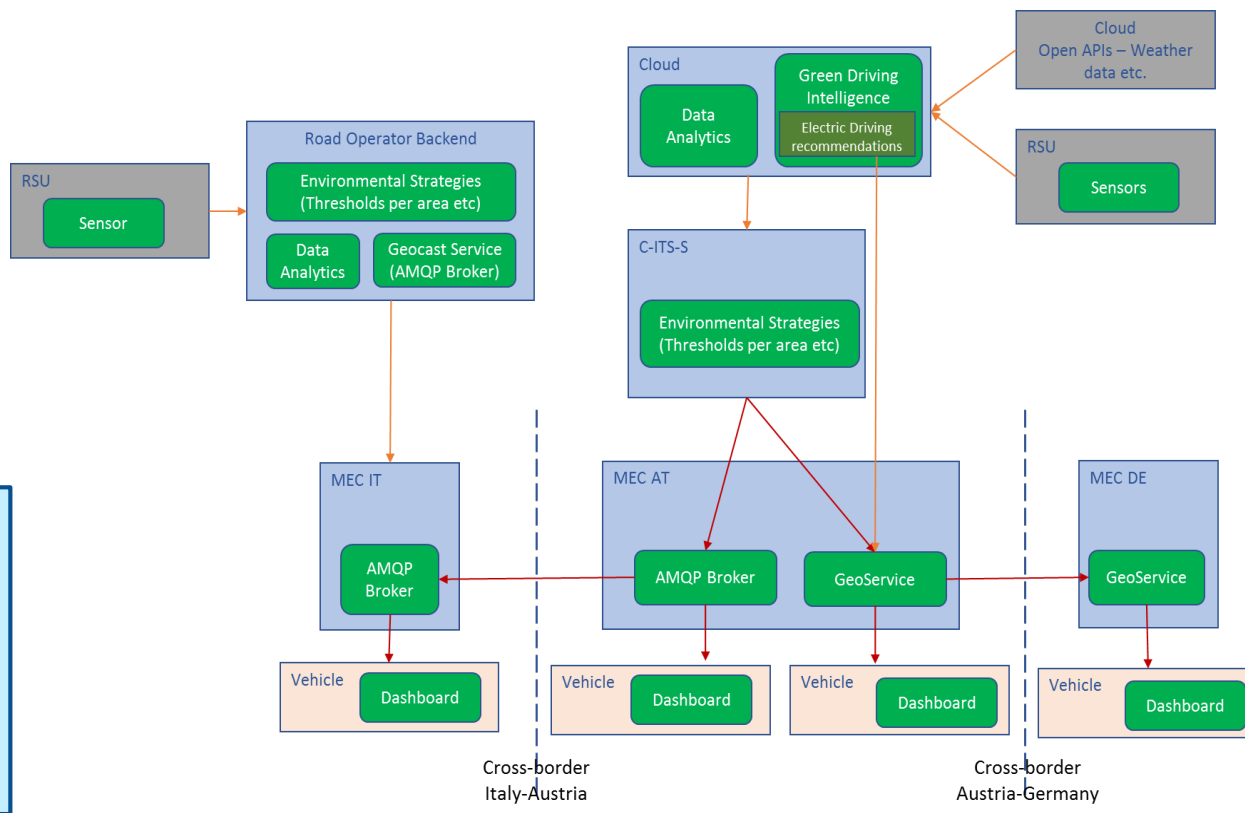 Cloud
Open APIs – Weather
data etc.
Cloud
Green Driving
Intelligence
Data
Analytics
Electric Driving
recommendations
Road Operator Backend
RSU
Sensors
RSU
Sensor
Environmental Strategies
(Thresholds per area etc)
Data
Analytics
Geocast Service
(AMQP Broker)
C-ITS-S
Environmental Strategies
(Thresholds per area etc)
MEC IT
AMQP
Broker
MEC AT
AMQP Broker
GeoService
MEC DE
GeoService
Vehicle
Dashboard
Vehicle
Dashboard
Vehicle
Dashboard
Vehicle
Dashboard
Cross-border
Italy-Austria
Cross-border
Austria-Germany